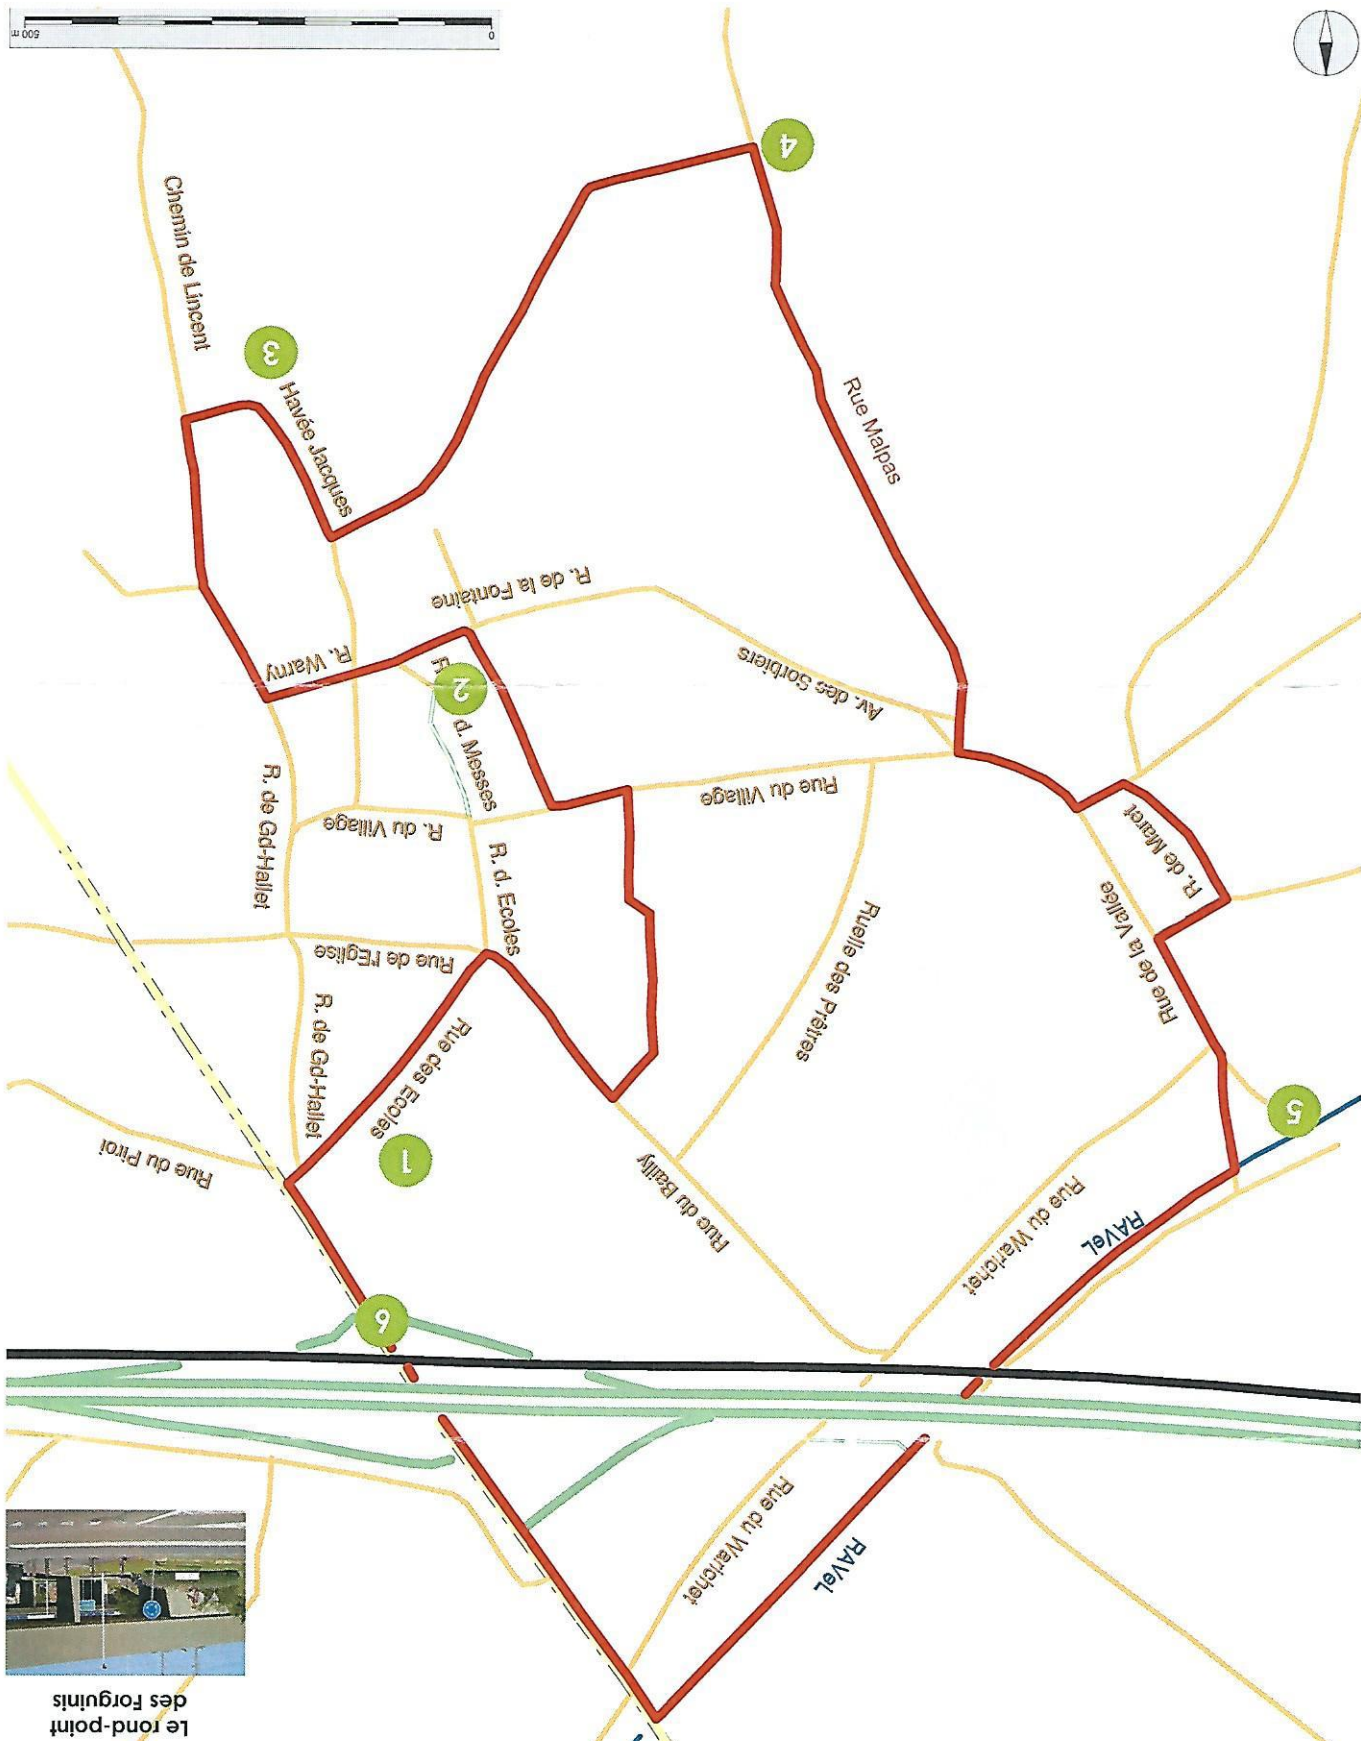 Le rond-point
des Forguinis
RAVeL
Rue du Warichet
6
RAVeL
Rue du Warichet
5
Rue du Bailly
1
Rue des Ecoles
Rue du Piroi
R. de Gd-Hallet
Rue de la Vallée
Ruelle des Prêtres
Rue de l'Eglise
R. d. Ecoles
R. de Maret
Rue du Village
R. du Village
R. de Gd-Hallet
d. Messes
2
Av. des Sorbiers
R. Warny
R. de la Fontaine
Rue Malpas
Havée Jacques
3
Chemin de Lincent
4
0
500 m